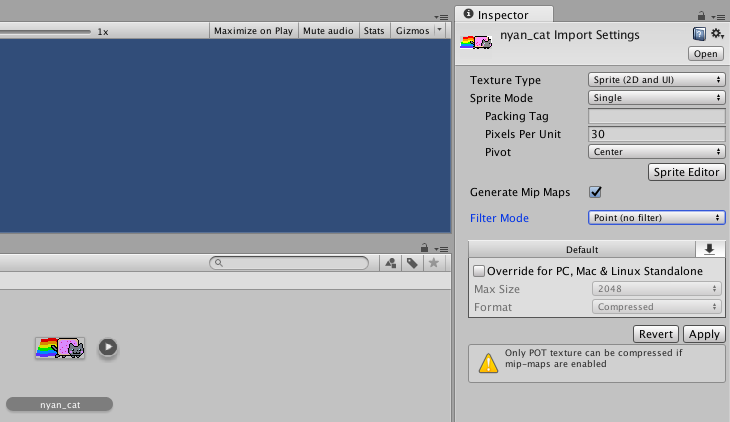 1x
Maximize on Play
Mute audio
Stats
Gizmos
nyan_cat
Inspector
nyan_cat Import Settings
Open
Texture Type Sprite (2D and UI)
Sprite Mode Single
Packing Tag
Pixels Per Unit 30
Pivot Center
Sprite Editor
Generate Mip Maps
Filter Mode Point (no filter)
Default
Override for PC, Mac & Linux Standalone
Max Size 2048
Format Compressed
Revert Apply
Only POT texture can be compressed if
mip-maps are enabled